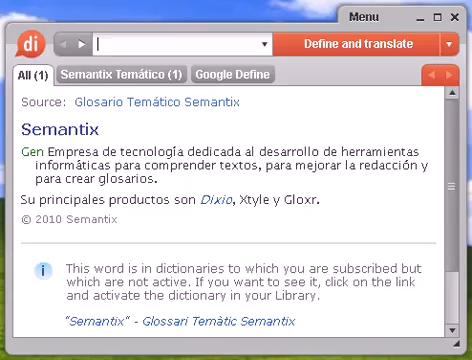 Menu
di
Define and translate
All (1)
Semantix Temático (1)
Google Define
Source: Glosario Temático Semantix
Semantix
Gen Empresa de tecnología dedicada al desarrollo de herramientas
informáticas para comprender textos, para mejorar la redacción y
para crear glosarios.
Su principales productos son Dixio, Xtyle y Gloxr.
© 2010 Semantix
i
This word is in dictionaries to which you are subscribed but
which are not active. If you want to see it, click on the link
and activate the dictionary in your Library.
"Semantix" - Glossari Temàtic Semantix